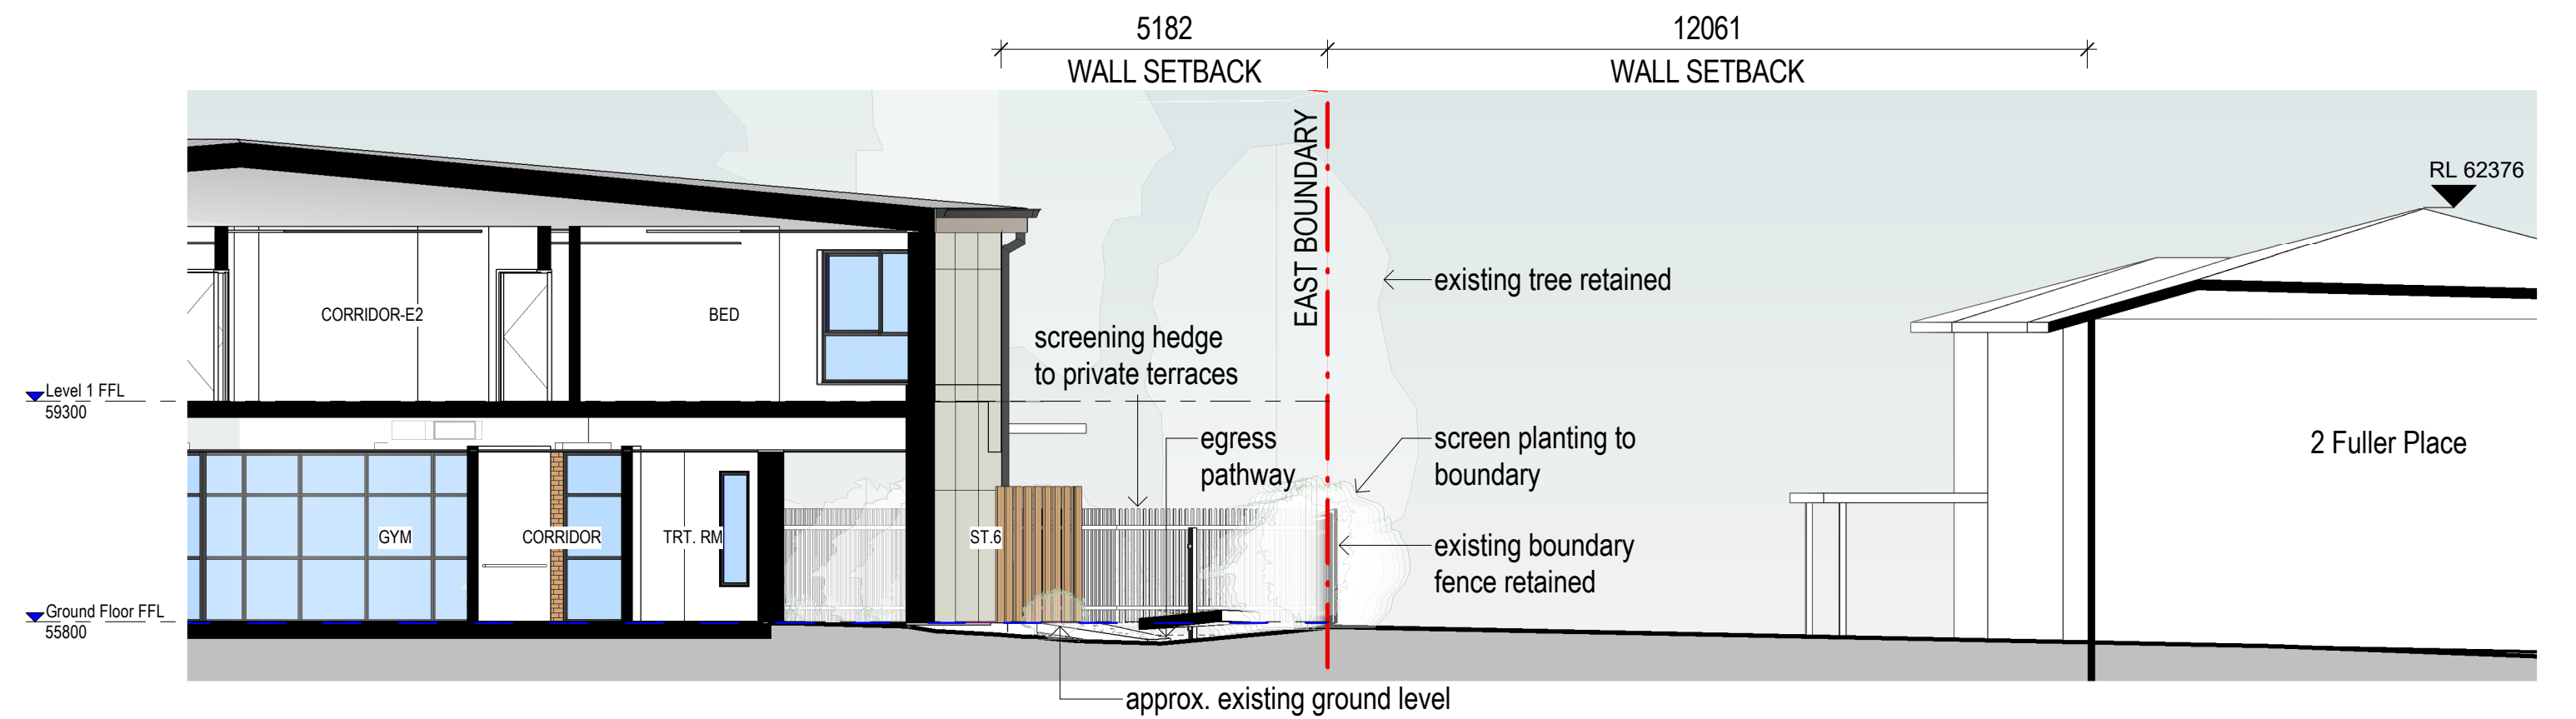 5182
12061
WALL SETBACK
WALL SETBACK
EAST BOUNDARY
RL 62376
existing tree retained
CORRIDOR-E2
BED
screening hedge
to private terraces
Level 1 FFL
59300
egress
pathway
screen planting to
boundary
2 Fuller Place
GYM
CORRIDOR
TRT. RM
ST.6
existing boundary
fence retained
Ground Floor FFL
55800
approx. existing ground level